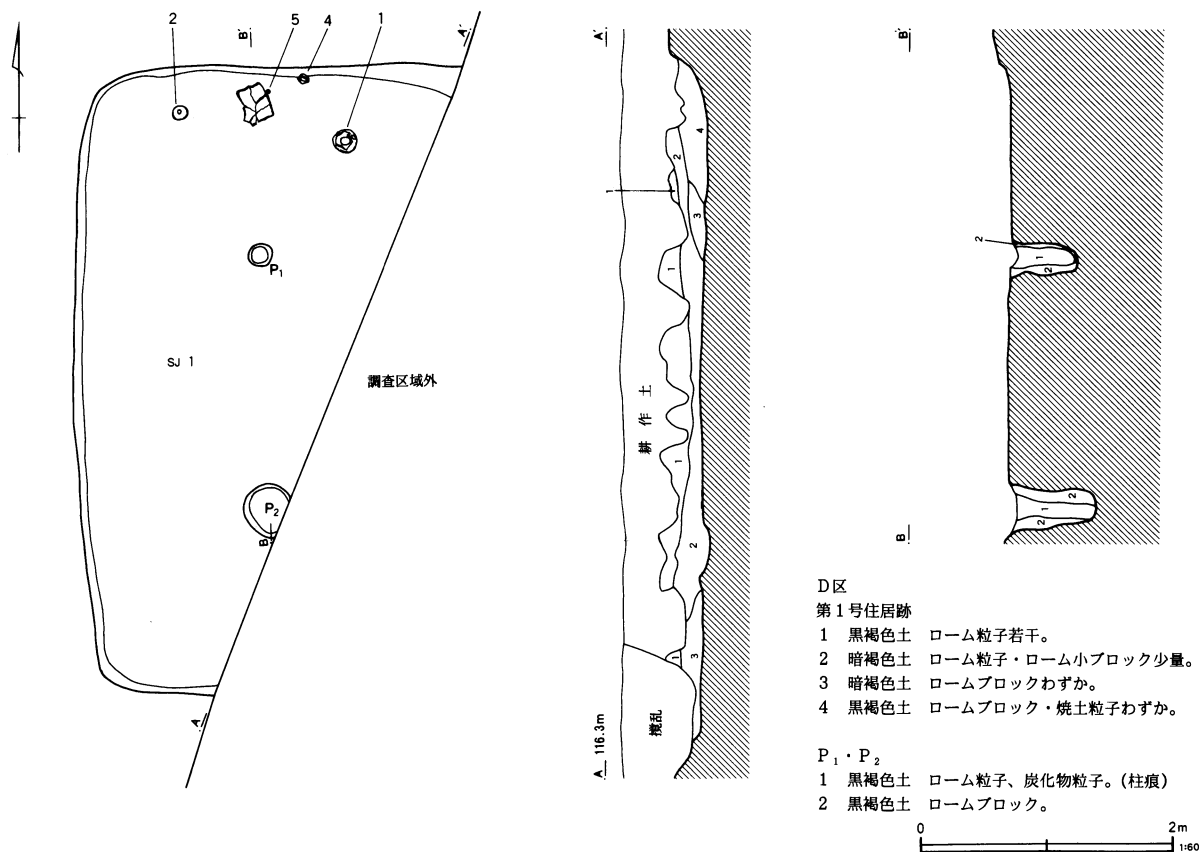 2
B'
5
4
1
A'
P₁
SJ 1
調査区域外
P₂
B
A
A'
4
2
1
3
1
耕作土
1
2
1
3
攪乱
A 116.3m
B'
2
1
2
2
1
2
B
D区
第1号住居跡
1 黒褐色土 ローム粒子若干。
2 暗褐色土 ローム粒子・ローム小ブロック少量。
3 暗褐色土 ロームブロックわずか。
4 黒褐色土 ロームブロック・焼土粒子わずか。
P₁・P₂
1 黒褐色土 ローム粒子、炭化物粒子。(柱痕)
2 黒褐色土 ロームブロック。
0 2m
1:60